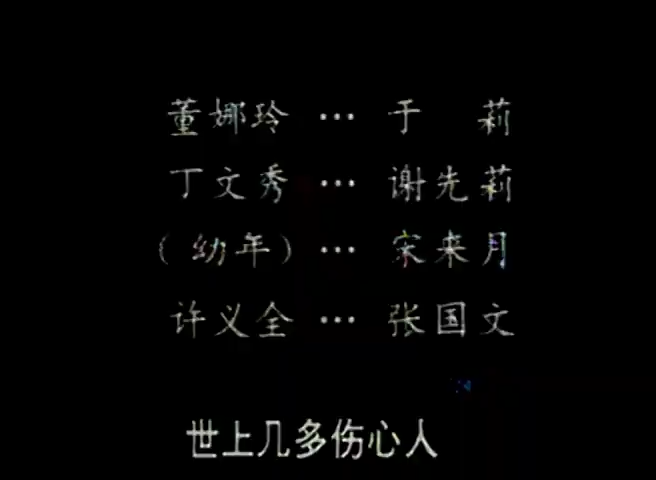 董娜玲 … 于 莉
丁文秀 … 谢先莉
(幼年) … 宋来月
许义全 … 张国文
世上几多伤心人